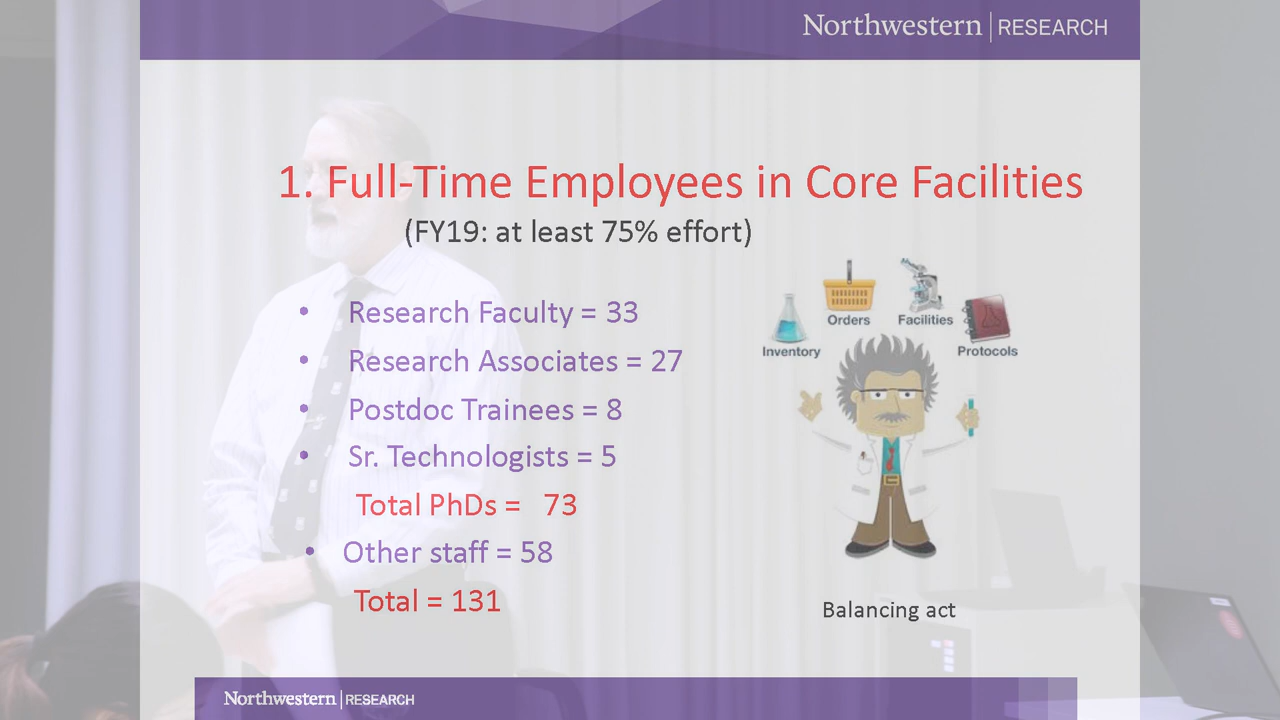 Northwestern | RESEARCH
1. Full-Time Employees in Core Facilities
(FY19: at least 75% effort)
• Research Faculty = 33
• Research Associates = 27
• Postdoc Trainees = 8
• Sr. Technologists = 5
Total PhDs = 73
• Other staff = 58
Total = 131
Orders
Facilities
Inventory
Protocols
Balancing act
Northwestern | RESEARCH